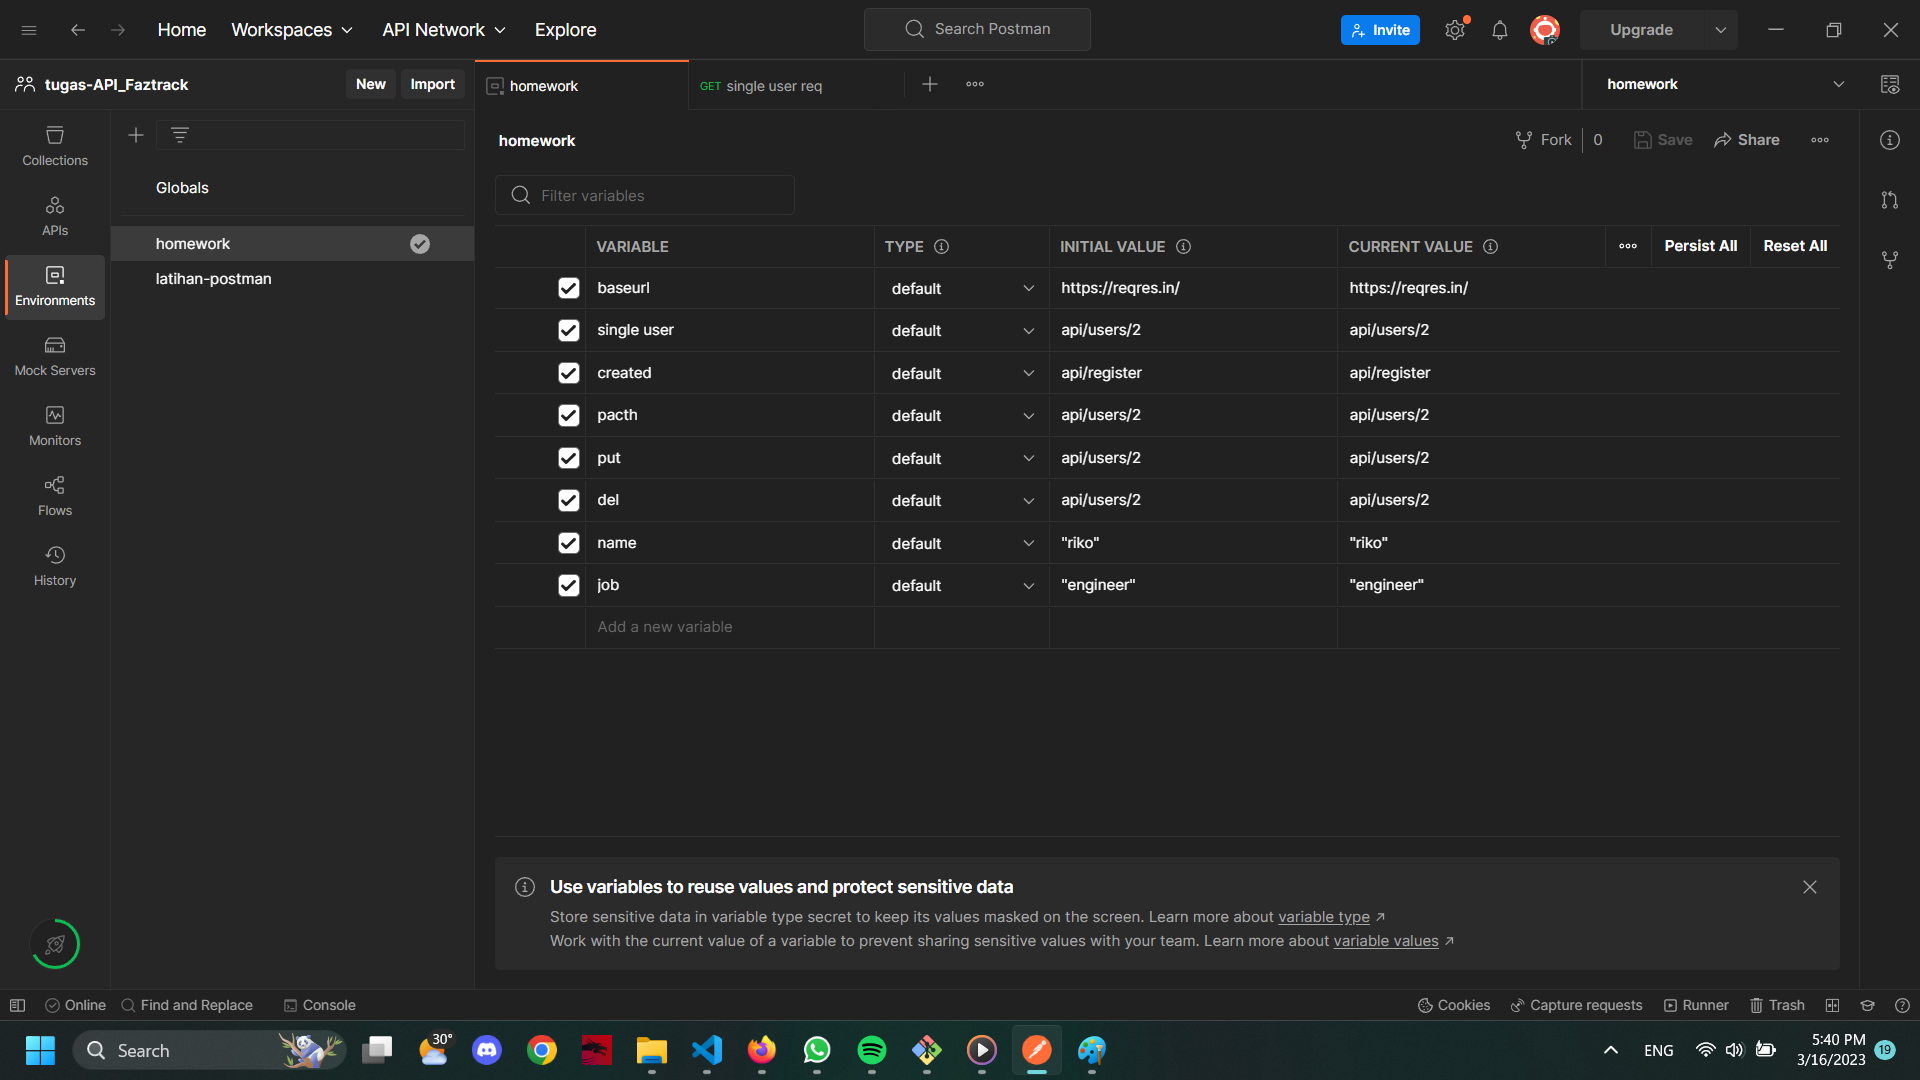 Home Workspaces API Network Explore Search Postman Invite Upgrade
tugas-API_Faztrack New Import homework GET single user req homework
Collections
APIs
Environments
Mock Servers
Monitors
Flows
History
Globals
homework
latihan-postman
homework Fork 0 Save Share
Filter variables
VARIABLE TYPE INITIAL VALUE CURRENT VALUE Persist All Reset All
baseurl default https://reqres.in/ https://reqres.in/
single user default api/users/2 api/users/2
created default api/register api/register
pacth default api/users/2 api/users/2
put default api/users/2 api/users/2
del default api/users/2 api/users/2
name default "riko" "riko"
job default "engineer" "engineer"
Add a new variable
Use variables to reuse values and protect sensitive data
Store sensitive data in variable type secret to keep its values masked on the screen. Learn more about variable type ↗
Work with the current value of a variable to prevent sharing sensitive values with your team. Learn more about variable values ↗
Online Find and Replace Console Cookies Capture requests Runner Trash
Search 30° ENG 5:40 PM
3/16/2023 19